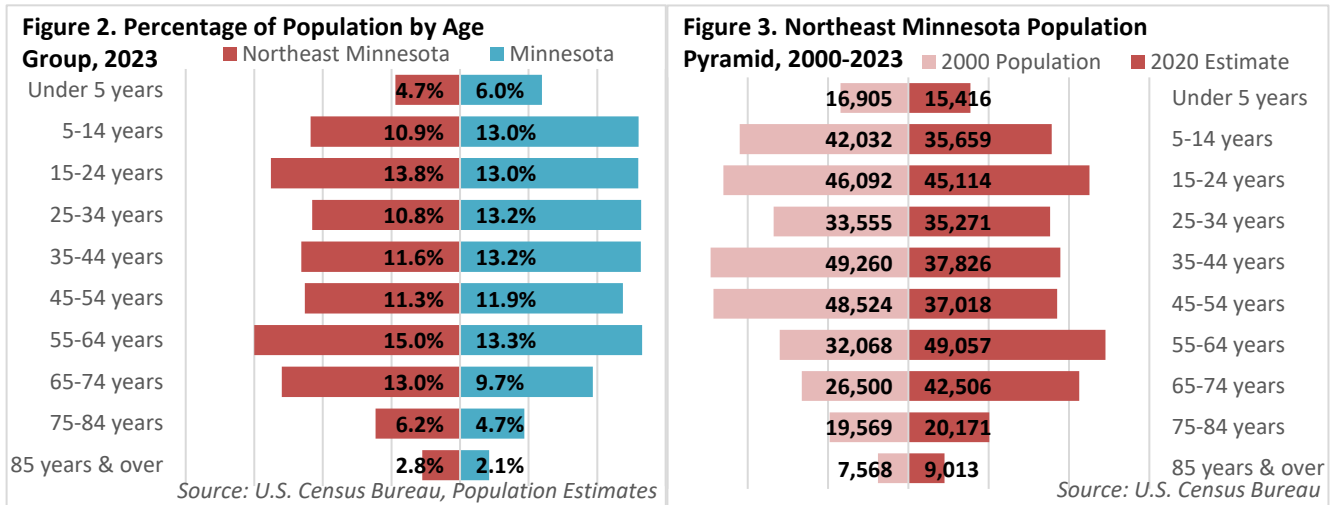 Figure 2. Percentage of Population by Age
Group, 2023
Northeast Minnesota Minnesota
Under 5 years 4.7% 6.0%
5-14 years 10.9% 13.0%
15-24 years 13.8% 13.0%
25-34 years 10.8% 13.2%
35-44 years 11.6% 13.2%
45-54 years 11.3% 11.9%
55-64 years 15.0% 13.3%
65-74 years 13.0% 9.7%
75-84 years 6.2% 4.7%
85 years & over 2.8% 2.1%
Source: U.S. Census Bureau, Population Estimates
Figure 3. Northeast Minnesota Population
Pyramid, 2000-2023 2000 Population 2020 Estimate
16,905 15,416 Under 5 years
42,032 35,659 5-14 years
46,092 45,114 15-24 years
33,555 35,271 25-34 years
49,260 37,826 35-44 years
48,524 37,018 45-54 years
32,068 49,057 55-64 years
26,500 42,506 65-74 years
19,569 20,171 75-84 years
7,568 9,013 85 years & over
Source: U.S. Census Bureau